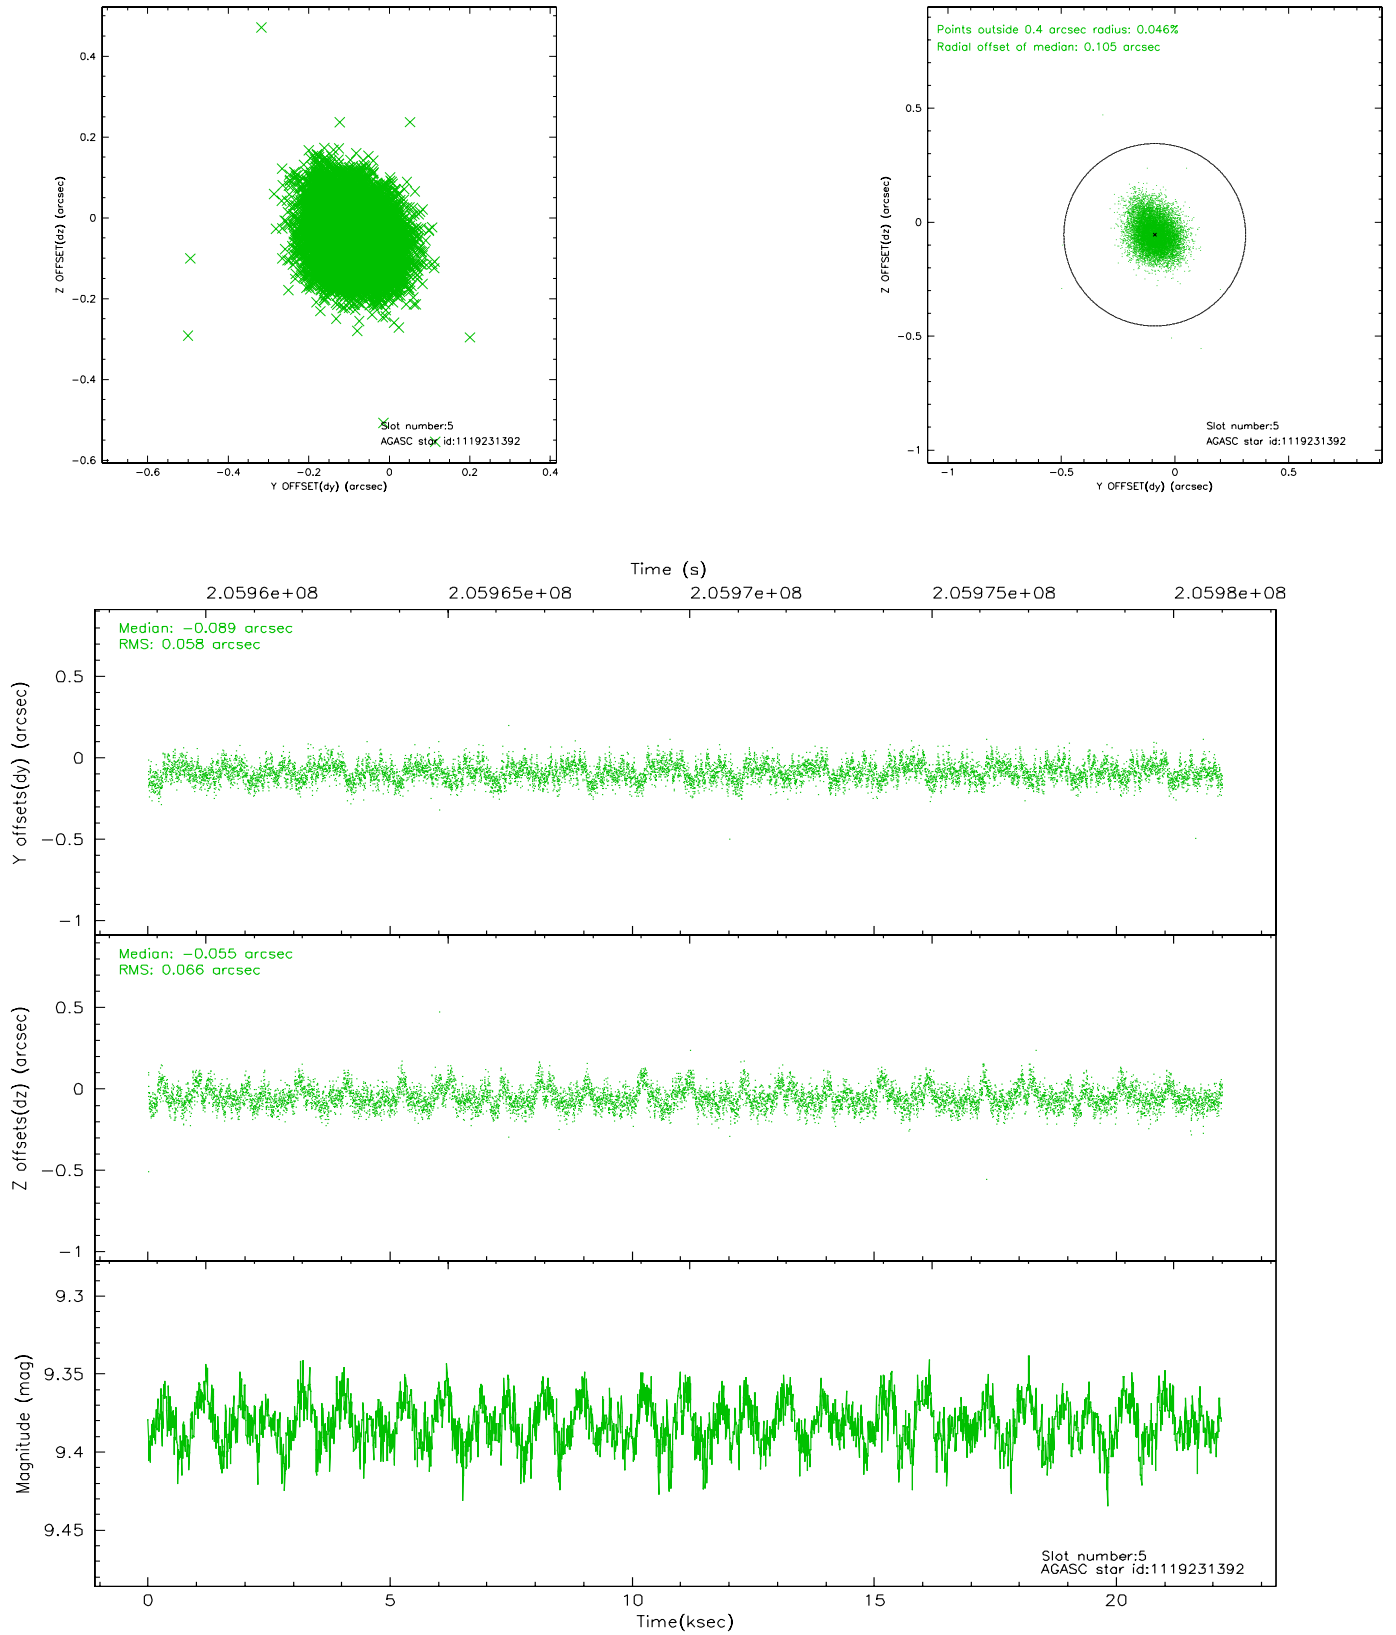 0.4
0.2
0
−0.2
−0.4
−0.6
Z OFFSET(dz) (arcsec)
−0.6 −0.4 −0.2 0 0.2 0.4
Y OFFSET(dy) (arcsec)
Slot number:5
AGASC star id:1119231392
Points outside 0.4 arcsec radius: 0.046%
Radial offset of median: 0.105 arcsec
0.5
0
−0.5
−1
Z OFFSET(dz) (arcsec)
−1 −0.5 0 0.5
Y OFFSET(dy) (arcsec)
Slot number:5
AGASC star id:1119231392
Time (s)
2.0596e+08 2.05965e+08 2.0597e+08 2.05975e+08 2.0598e+08
Median: −0.089 arcsec
RMS: 0.058 arcsec
0.5
0
−0.5
−1
Y offsets(dy) (arcsec)
Median: −0.055 arcsec
RMS: 0.066 arcsec
0.5
0
−0.5
−1
Z offsets(dz) (arcsec)
9.3
9.35
9.4
9.45
Magnitude (mag)
Slot number:5
AGASC star id:1119231392
0 5 10 15 20
Time(ksec)